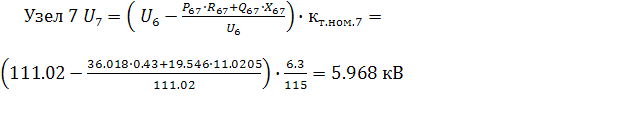 Узел 7 U₇ = ( U₆ − (P₆₇·R₆₇+Q₆₇·X₆₇)/U₆ ) · кт.ном.7 =
(111.02 − (36.018·0.43+19.546·11.0205)/111.02) · 6.3/115 = 5.968 кВ